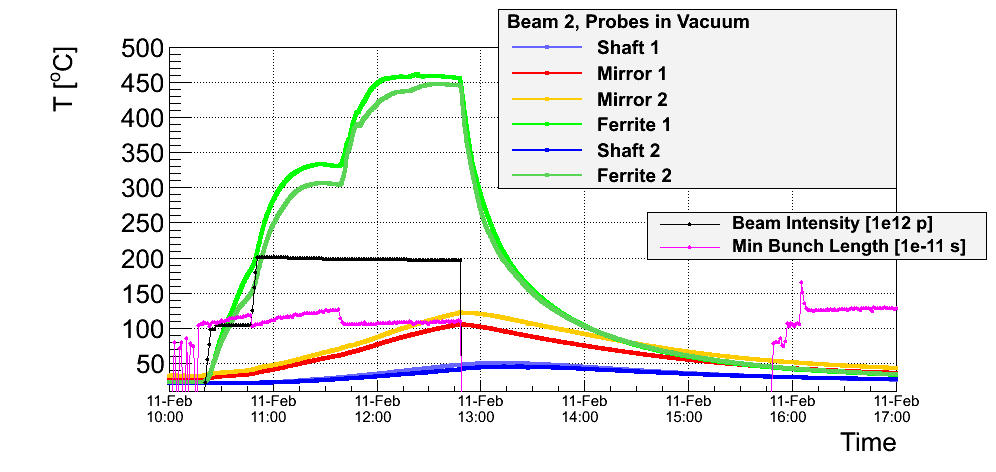 Beam 2, Probes in Vacuum
Shaft 1
Mirror 1
Mirror 2
Ferrite 1
Shaft 2
Ferrite 2
Beam Intensity [1e12 p]
Min Bunch Length [1e-11 s]
T [°C]
500
450
400
350
300
250
200
150
100
50
11-Feb 11-Feb 11-Feb 11-Feb 11-Feb 11-Feb 11-Feb 11-Feb
10:00 11:00 12:00 13:00 14:00 15:00 16:00 17:00
Time